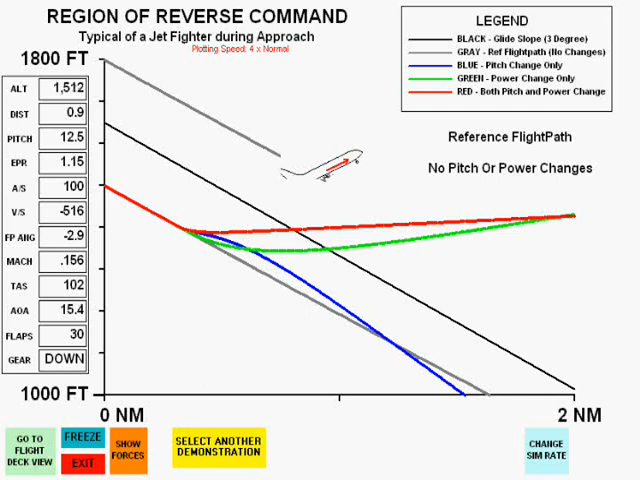 REGION OF REVERSE COMMAND
Typical of a Jet Fighter during Approach
Plotting Speed: 4 x Normal
LEGEND
BLACK - Glide Slope (3 Degree)
GRAY - Ref Flightpath (No Changes)
BLUE - Pitch Change Only
GREEN - Power Change Only
RED - Both Pitch and Power Change
1800 FT
ALT 1,512
DIST 0.9
PITCH 12.5
EPR 1.15
A/S 100
V/S -516
FP ANG -2.9
MACH .156
TAS 102
AOA 15.4
FLAPS 30
GEAR DOWN
Reference FlightPath
No Pitch Or Power Changes
1000 FT
0 NM
2 NM
GO TO
FLIGHT
DECK VIEW
FREEZE
EXIT
SHOW
FORCES
SELECT ANOTHER
DEMONSTRATION
CHANGE
SIM RATE